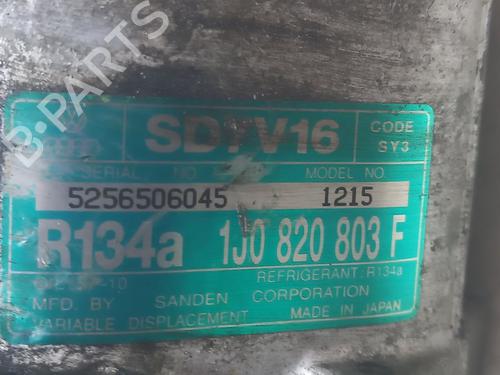 B-PARTS
SD7V16
CODE
SY3
SERIAL NO
MODEL NO.
5256506045
1215
R134a 1J0 820 803 F
REFRIGERANT: R134a
MFD. BY SANDEN CORPORATION
VARIABLE DISPLACEMENT MADE IN JAPAN